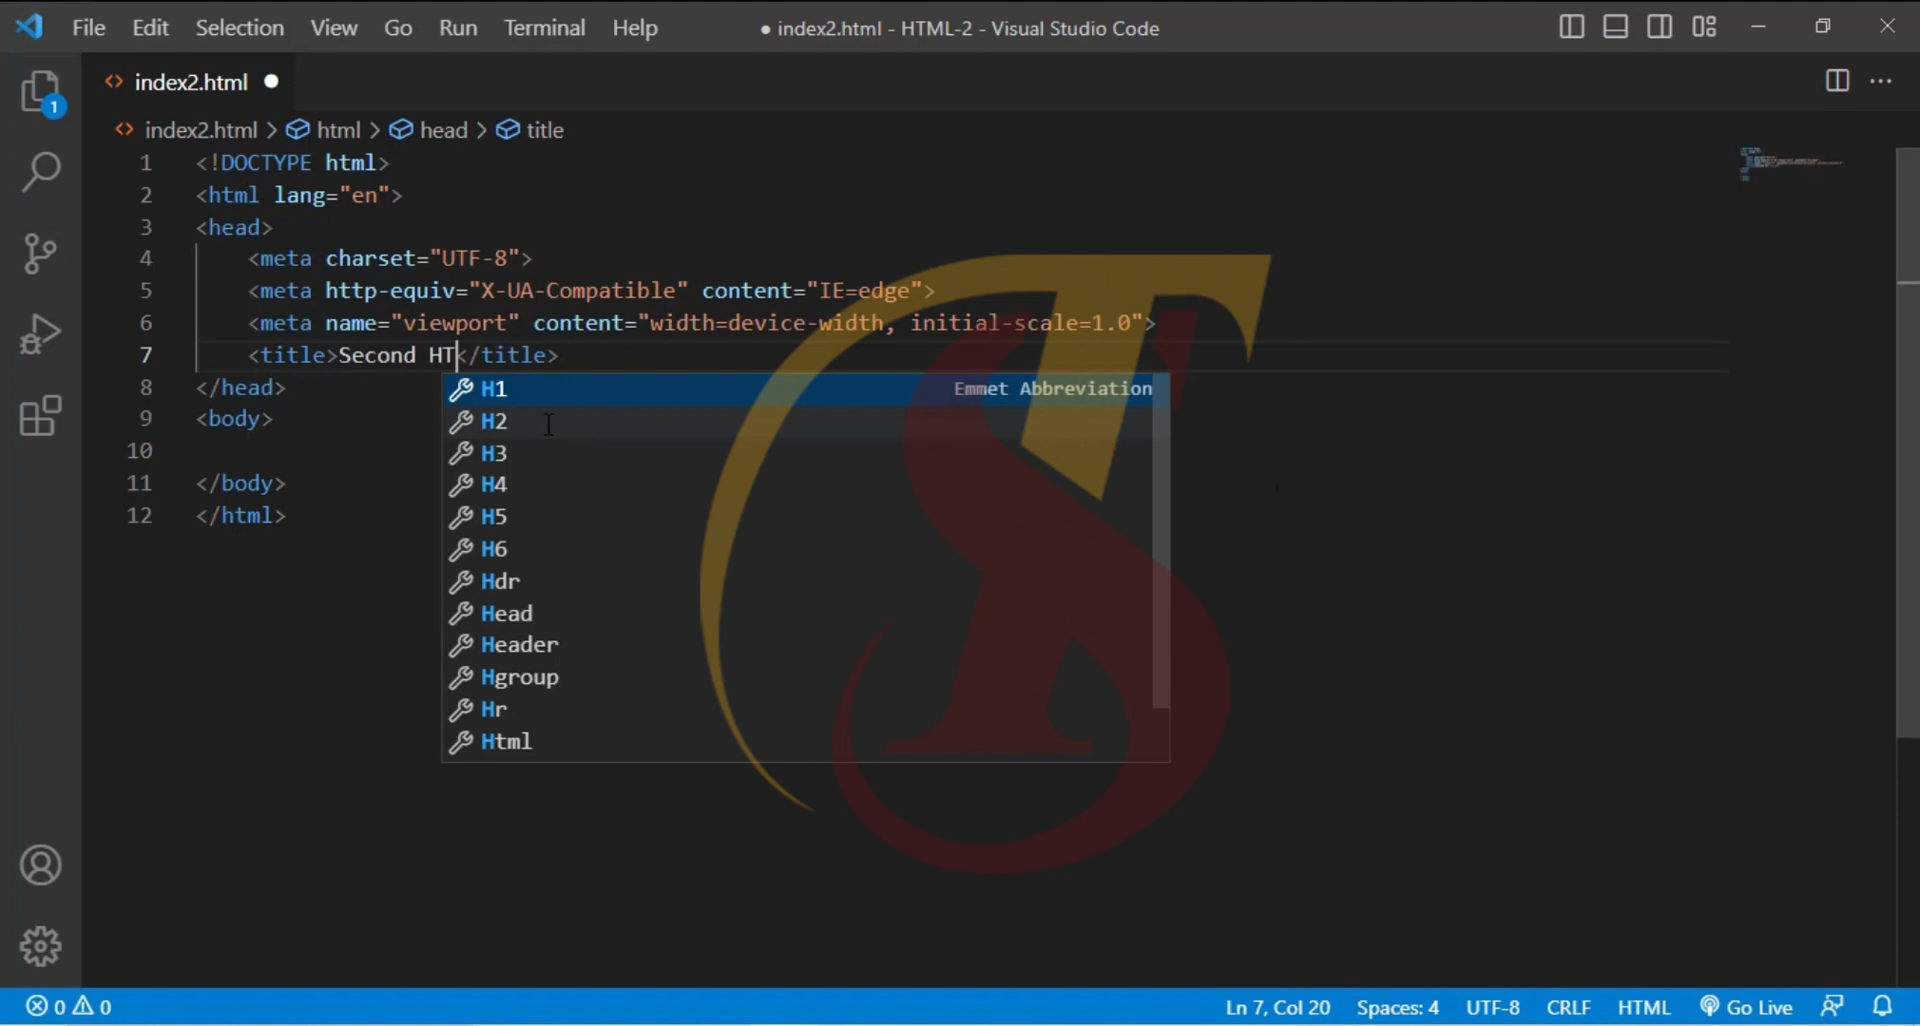 File Edit Selection View Go Run Terminal Help ● index2.html - HTML-2 - Visual Studio Code
<> index2.html ●
1
<> index2.html > html > head > title
1 <!DOCTYPE html>
2 <html lang="en">
3 <head>
4 <meta charset="UTF-8">
5 <meta http-equiv="X-UA-Compatible" content="IE=edge">
6 <meta name="viewport" content="width=device-width, initial-scale=1.0">
7 <title>Second HT</title>
8 </head>
9 <body>
10
11 </body>
12 </html>
H1 Emmet Abbreviation
H2
H3
H4
H5
H6
Hdr
Head
Header
Hgroup
Hr
Html
0 0 Ln 7, Col 20 Spaces: 4 UTF-8 CRLF HTML Go Live